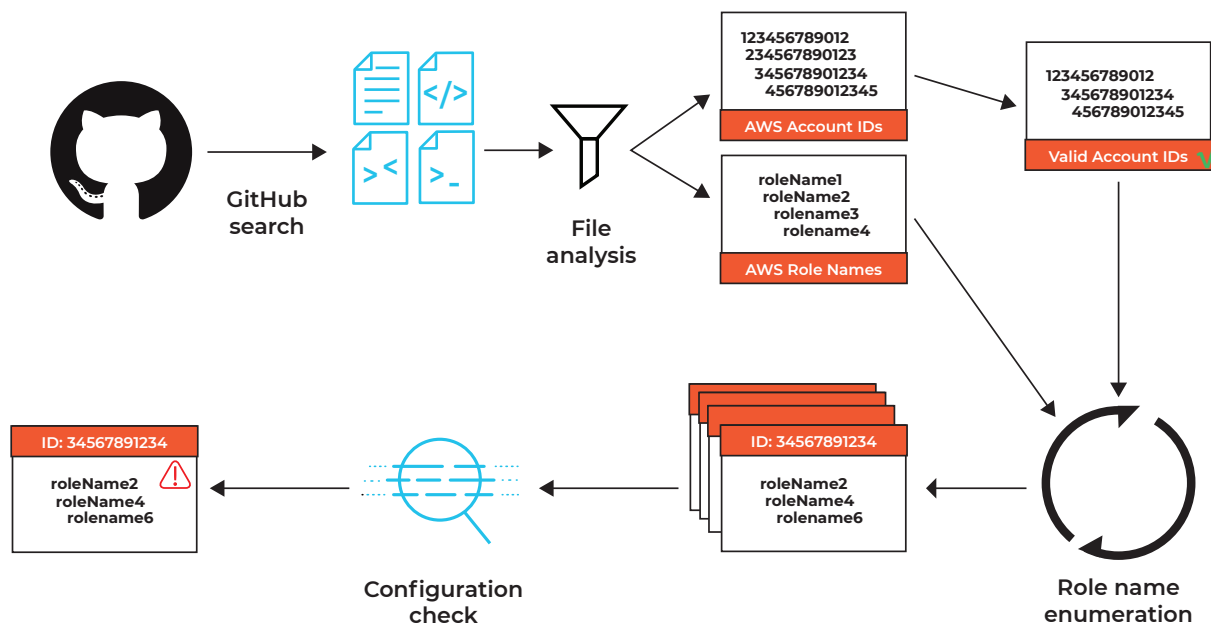 GitHub
search
</>
><
>_
File
analysis
123456789012
234567890123
345678901234
456789012345
AWS Account IDs
roleName1
roleName2
rolename3
rolename4
AWS Role Names
123456789012
345678901234
456789012345
Valid Account IDs
Role name
enumeration
ID: 34567891234
roleName2
roleName4
rolename6
Configuration
check
ID: 34567891234
roleName2
roleName4
rolename6